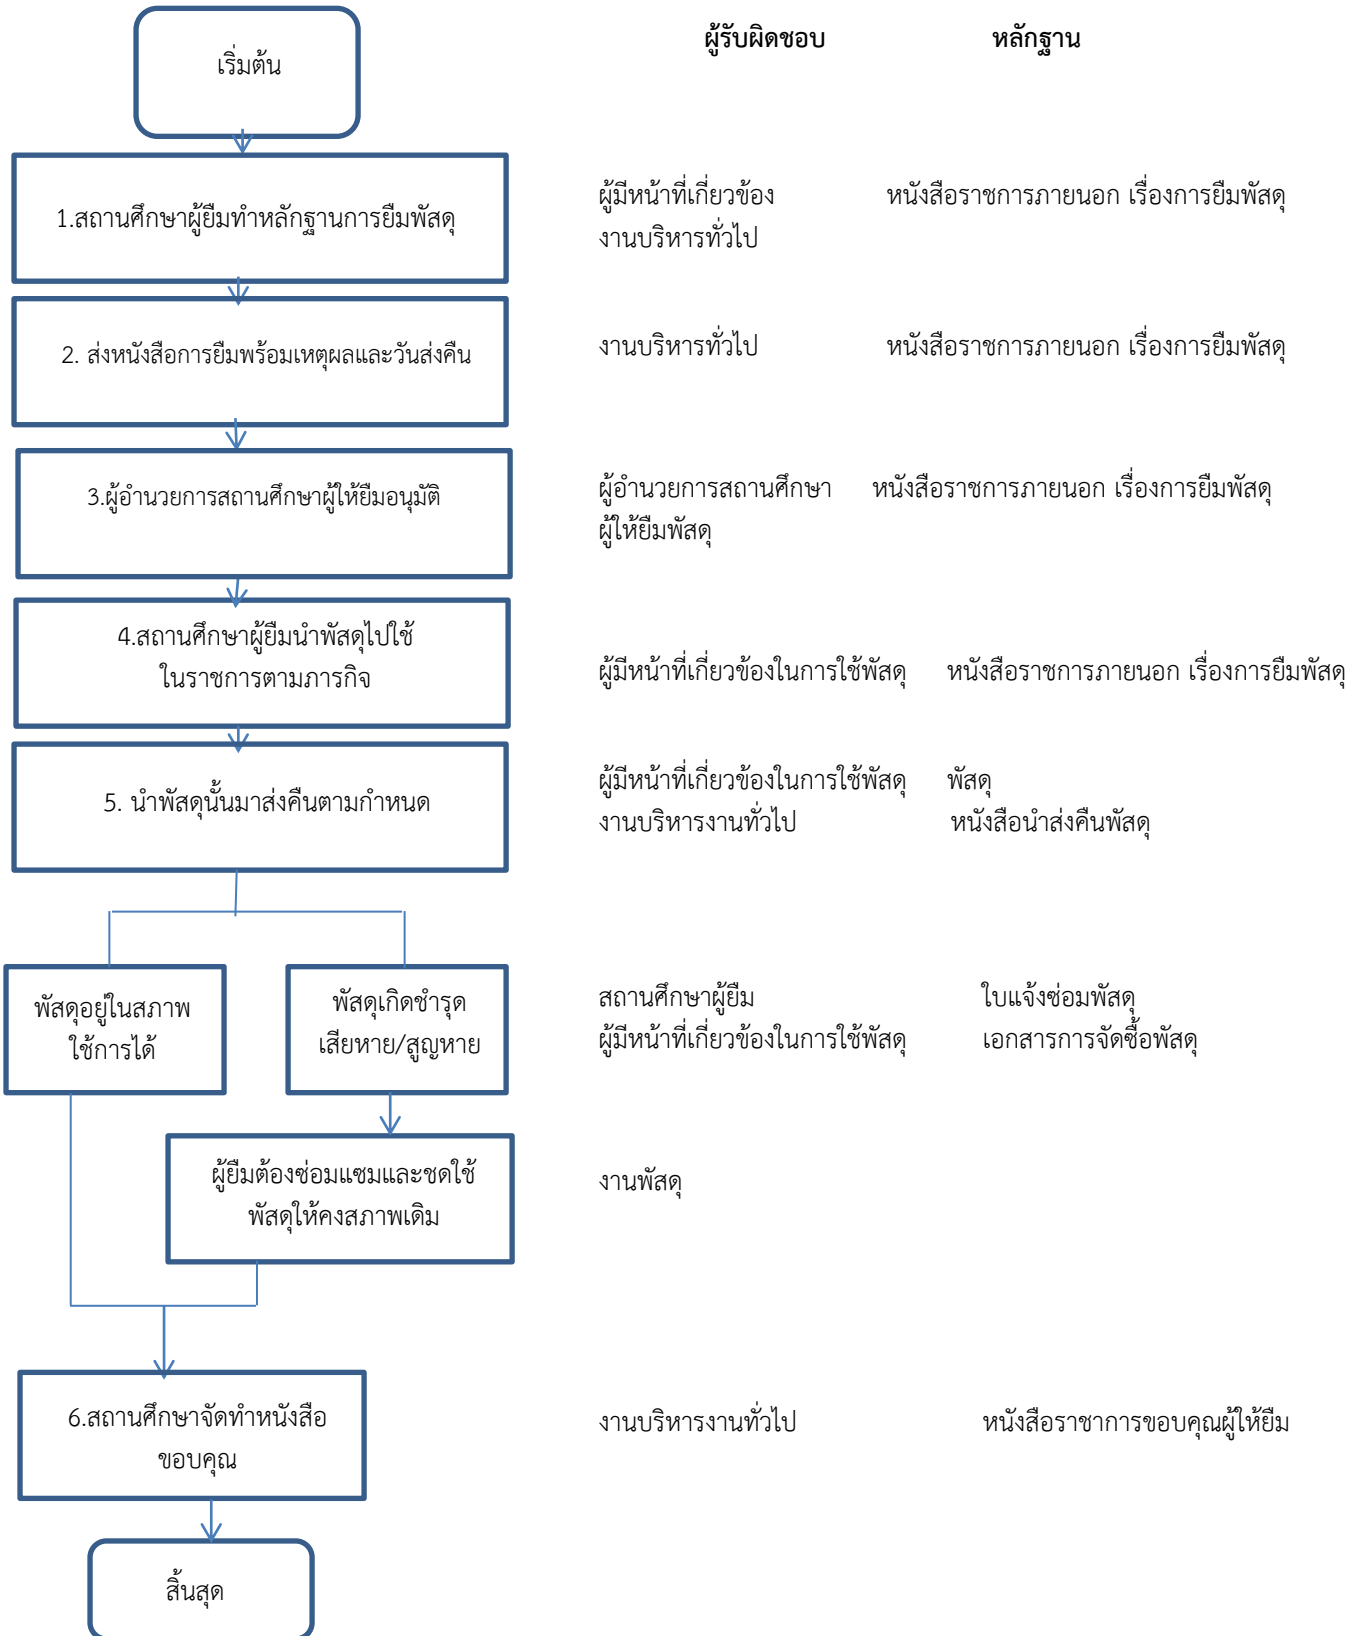 เริ่มต้น
ผู้รับผิดชอบ
หลักฐาน
1.สถานศึกษาผู้ยืมทำหลักฐานการยืมพัสดุ
ผู้มีหน้าที่เกี่ยวข้อง
งานบริหารทั่วไป
หนังสือราชการภายนอก เรื่องการยืมพัสดุ
2. ส่งหนังสือการยืมพร้อมเหตุผลและวันส่งคืน
งานบริหารทั่วไป
หนังสือราชการภายนอก เรื่องการยืมพัสดุ
3.ผู้อำนวยการสถานศึกษาผู้ให้ยืมอนุมัติ
ผู้อำนวยการสถานศึกษา
ผู้ให้ยืมพัสดุ
หนังสือราชการภายนอก เรื่องการยืมพัสดุ
4.สถานศึกษาผู้ยืมนำพัสดุไปใช้
ในราชการตามภารกิจ
ผู้มีหน้าที่เกี่ยวข้องในการใช้พัสดุ
หนังสือราชการภายนอก เรื่องการยืมพัสดุ
5. นำพัสดุนั้นมาส่งคืนตามกำหนด
ผู้มีหน้าที่เกี่ยวข้องในการใช้พัสดุ
งานบริหารงานทั่วไป
พัสดุ
หนังสือนำส่งคืนพัสดุ
พัสดุอยู่ในสภาพ
ใช้การได้
พัสดุเกิดชำรุด
เสียหาย/สูญหาย
สถานศึกษาผู้ยืม
ผู้มีหน้าที่เกี่ยวข้องในการใช้พัสดุ
ใบแจ้งซ่อมพัสดุ
เอกสารการจัดซื้อพัสดุ
ผู้ยืมต้องซ่อมแซมและชดใช้
พัสดุให้คงสภาพเดิม
งานพัสดุ
6.สถานศึกษาจัดทำหนังสือ
ขอบคุณ
งานบริหารงานทั่วไป
หนังสือราชาการขอบคุณผู้ให้ยืม
สิ้นสุด